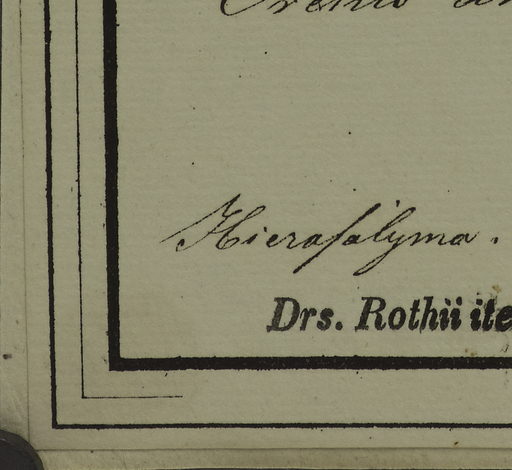 Hierosolyma.
Drs. Rothii ite